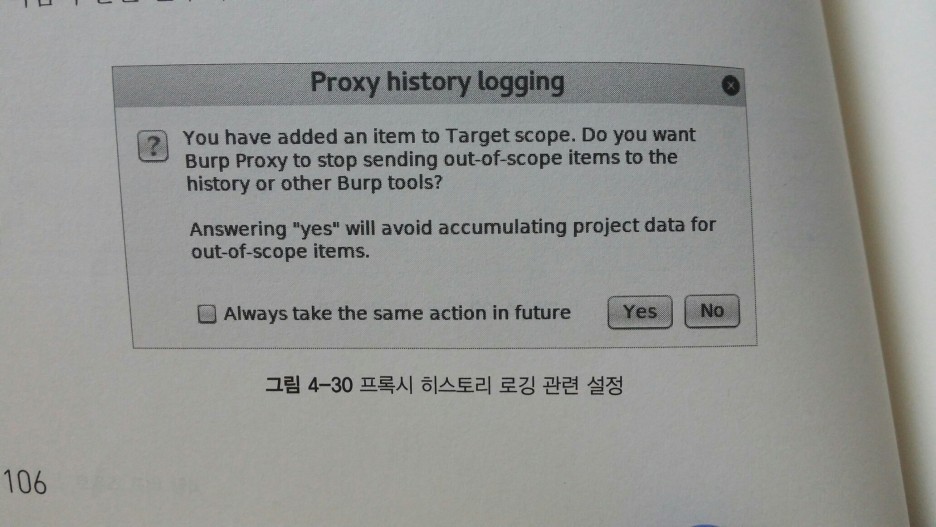 Proxy history logging
?
You have added an item to Target scope. Do you want
Burp Proxy to stop sending out-of-scope items to the
history or other Burp tools?
Answering "yes" will avoid accumulating project data for
out-of-scope items.
Always take the same action in future
Yes
No
그림 4-30 프록시 히스토리 로깅 관련 설정
106